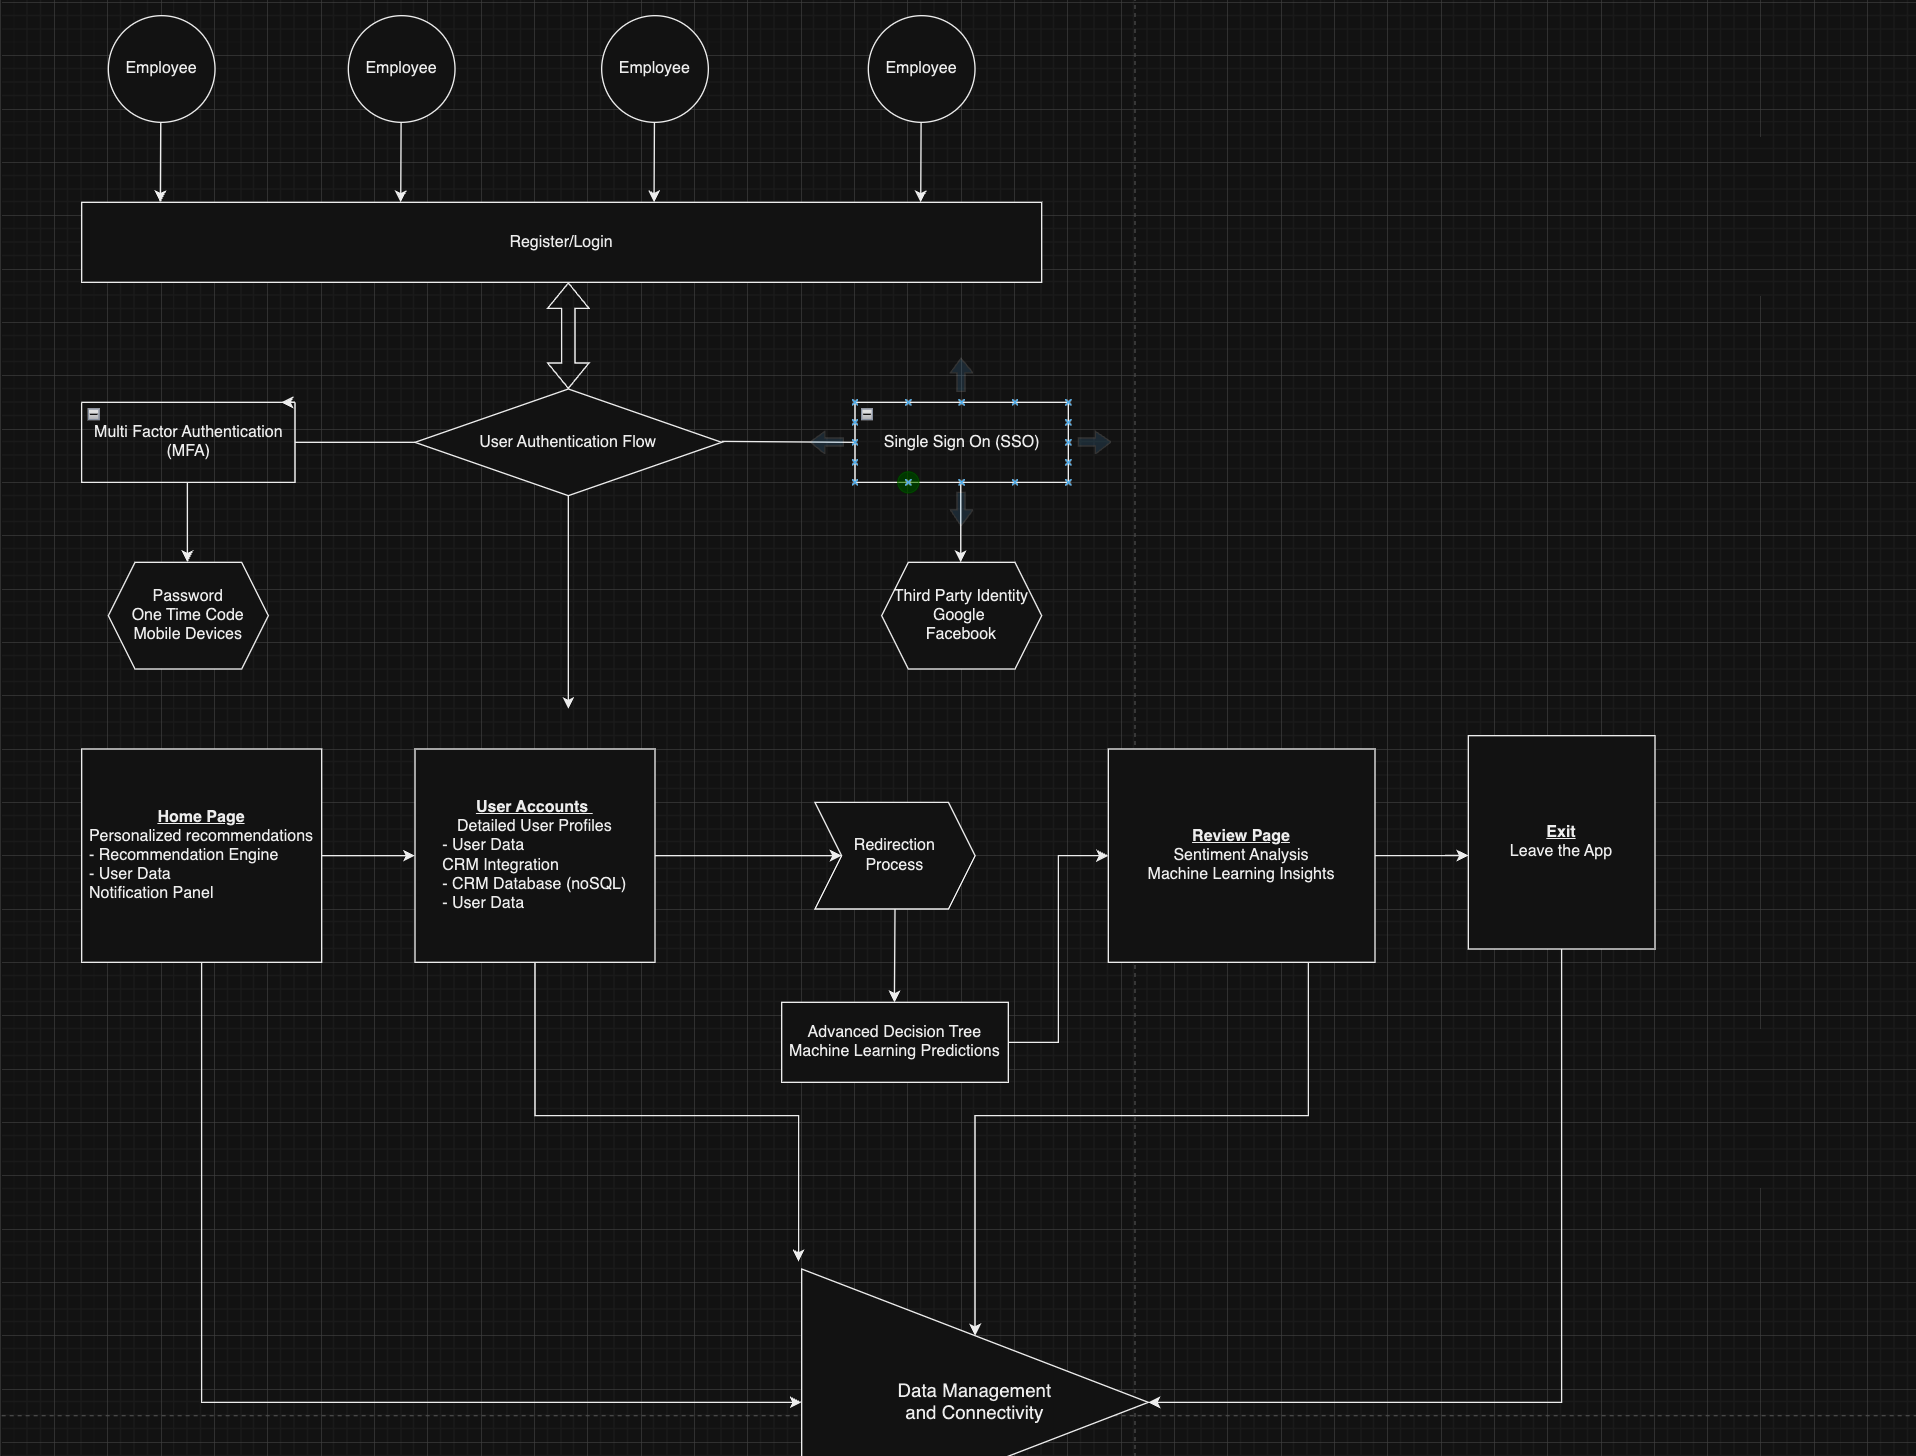 Employee
Employee
Employee
Employee
Register/Login
Multi Factor Authentication
(MFA)
User Authentication Flow
Single Sign On (SSO)
Password
One Time Code
Mobile Devices
Third Party Identity
Google
Facebook
Home Page
Personalized recommendations
- Recommendation Engine
- User Data
Notification Panel
User Accounts
Detailed User Profiles
- User Data
CRM Integration
- CRM Database (noSQL)
- User Data
Redirection
Process
Advanced Decision Tree
Machine Learning Predictions
Review Page
Sentiment Analysis
Machine Learning Insights
Exit
Leave the App
Data Management
and Connectivity